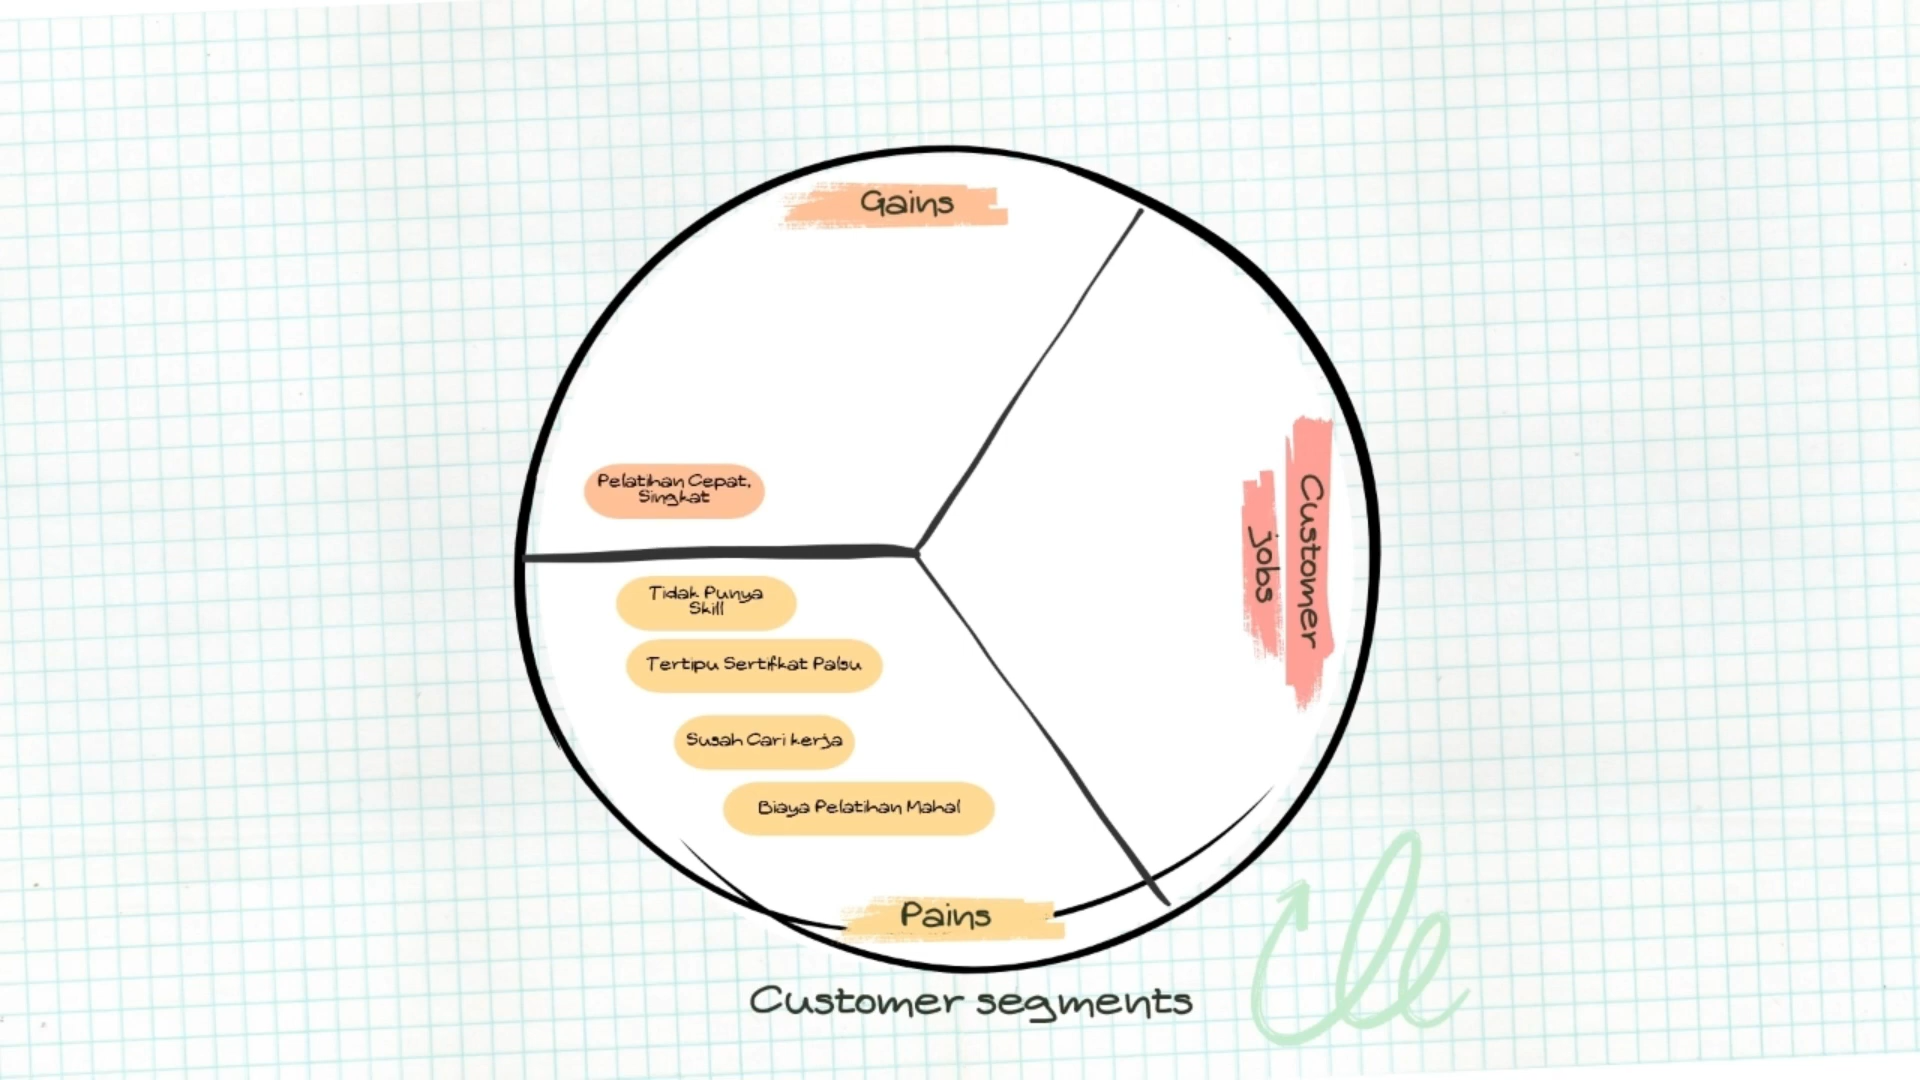 Gains
Pelatihan Cepat,
Singkat
Customer
jobs
Tidak Punya
Skill
Tertipu Sertifkat Palsu
Susah Cari kerja
Biaya Pelatihan Mahal
Pains
Customer segments